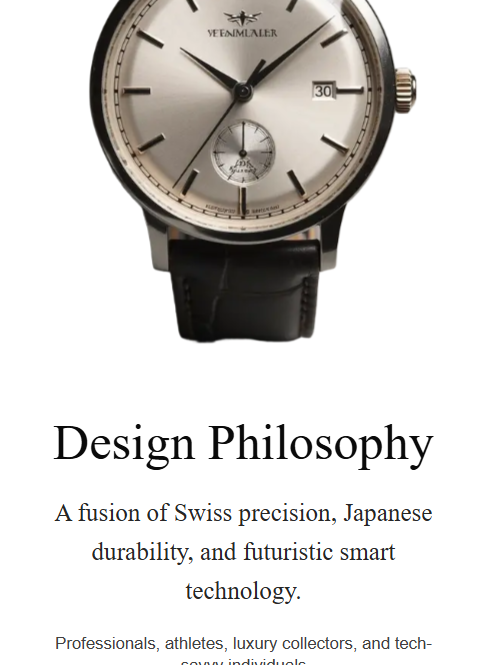 30
Design Philosophy
A fusion of Swiss precision, Japanese
durability, and futuristic smart
technology.
Professionals, athletes, luxury collectors, and tech-
savvy individuals.